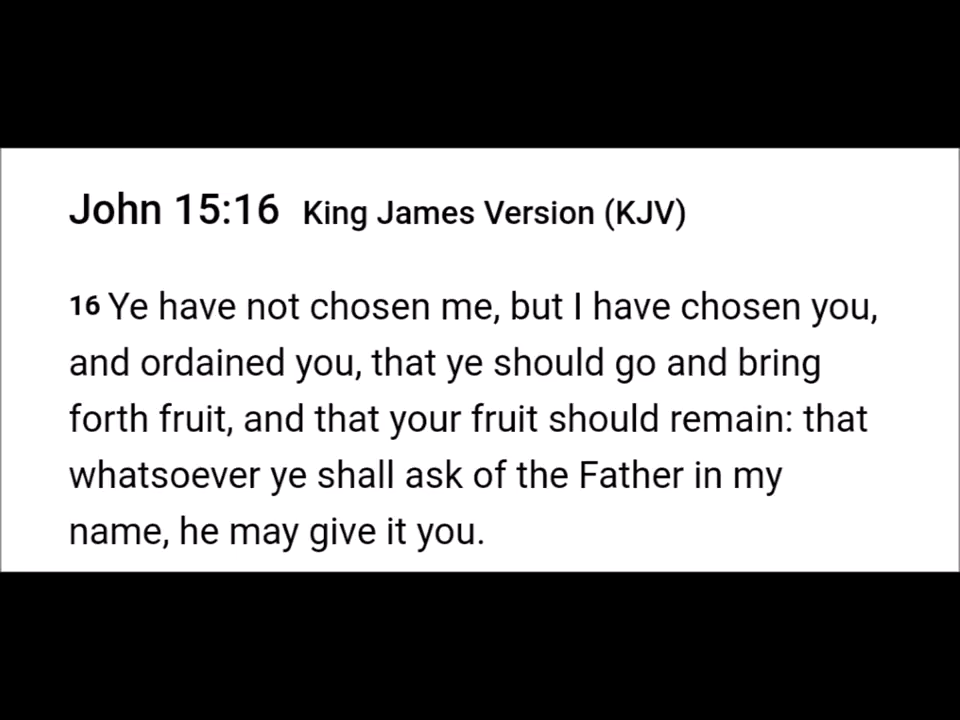 John 15:16 King James Version (KJV)
16 Ye have not chosen me, but I have chosen you,
and ordained you, that ye should go and bring
forth fruit, and that your fruit should remain: that
whatsoever ye shall ask of the Father in my
name, he may give it you.